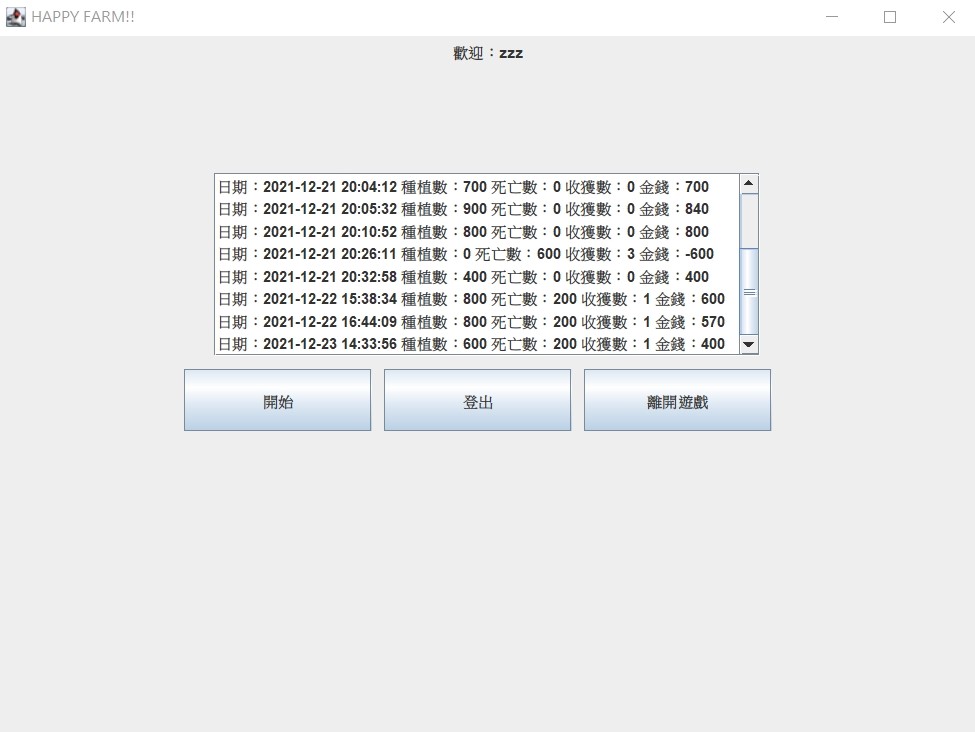 HAPPY FARM!!
歡迎：zzz
日期：2021-12-21 20:04:12 種植數：700 死亡數：0 收獲數：0 金錢：700
日期：2021-12-21 20:05:32 種植數：900 死亡數：0 收獲數：0 金錢：840
日期：2021-12-21 20:10:52 種植數：800 死亡數：0 收獲數：0 金錢：800
日期：2021-12-21 20:26:11 種植數：0 死亡數：600 收獲數：3 金錢：-600
日期：2021-12-21 20:32:58 種植數：400 死亡數：0 收獲數：0 金錢：400
日期：2021-12-22 15:38:34 種植數：800 死亡數：200 收獲數：1 金錢：600
日期：2021-12-22 16:44:09 種植數：800 死亡數：200 收獲數：1 金錢：570
日期：2021-12-23 14:33:56 種植數：600 死亡數：200 收獲數：1 金錢：400
開始 登出 離開遊戲